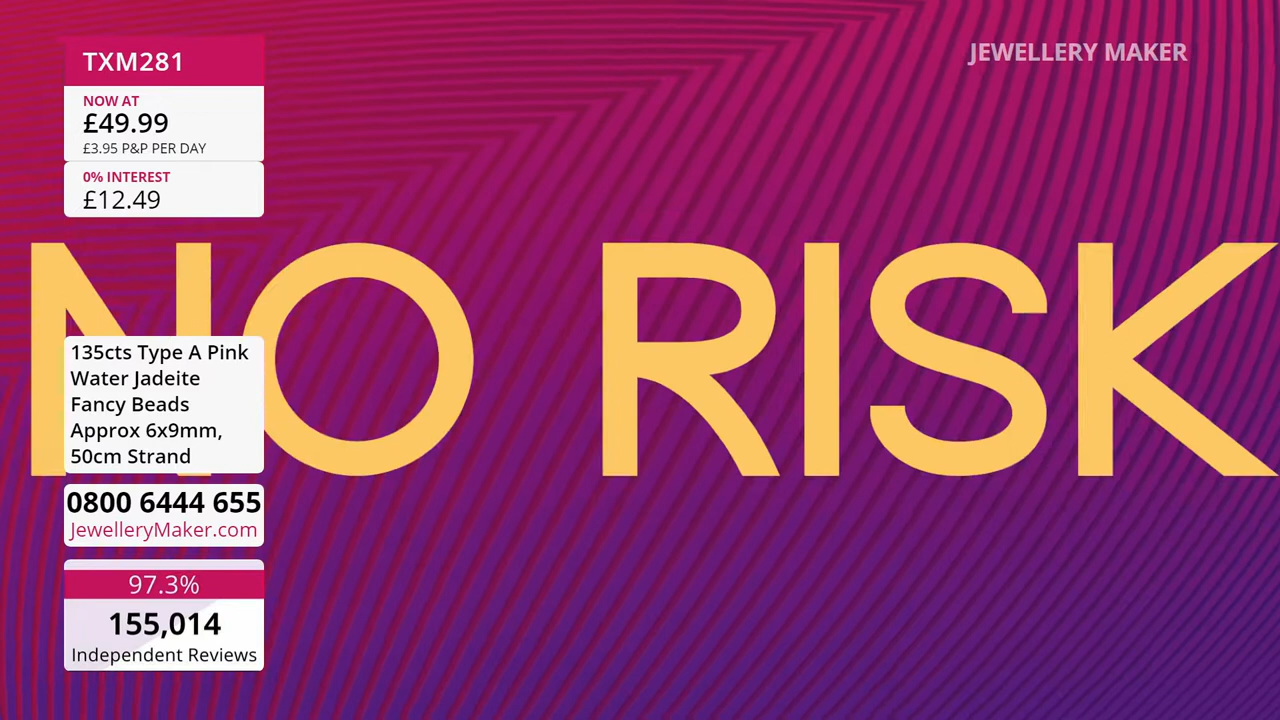 TXM281
NOW AT
£49.99
£3.95 P&P PER DAY
0% INTEREST
£12.49
JEWELLERY MAKER
NO RISK
135cts Type A Pink
Water Jadeite
Fancy Beads
Approx 6x9mm,
50cm Strand
0800 6444 655
JewelleryMaker.com
97.3%
155,014
Independent Reviews